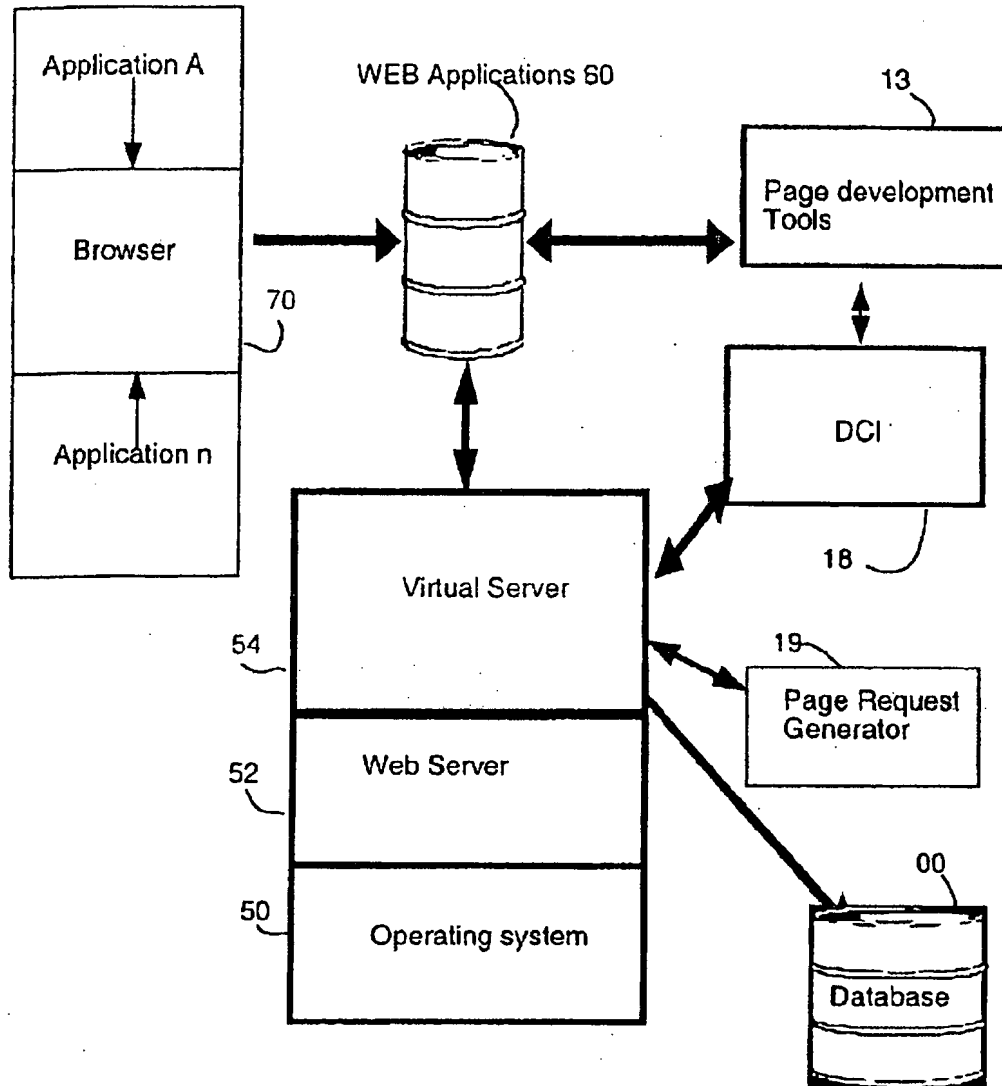 Application A
WEB Applications 60
13
Page development
Tools
Browser
70
DCI
Application n
18
Virtual Server
54
19
Page Request
Generator
Web Server
52
00
50
Operating system
Database